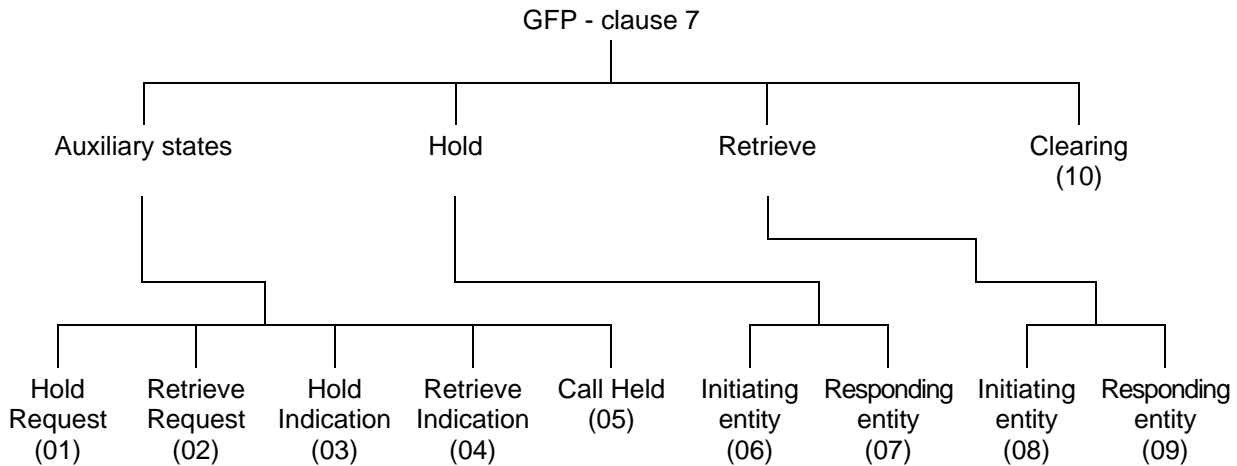 GFP - clause 7
Auxiliary states
Hold
Retrieve
Clearing
(10)
Hold
Request
(01)
Retrieve
Request
(02)
Hold
Indication
(03)
Retrieve
Indication
(04)
Call Held
(05)
Initiating
entity
(06)
Responding
entity
(07)
Initiating
entity
(08)
Responding
entity
(09)